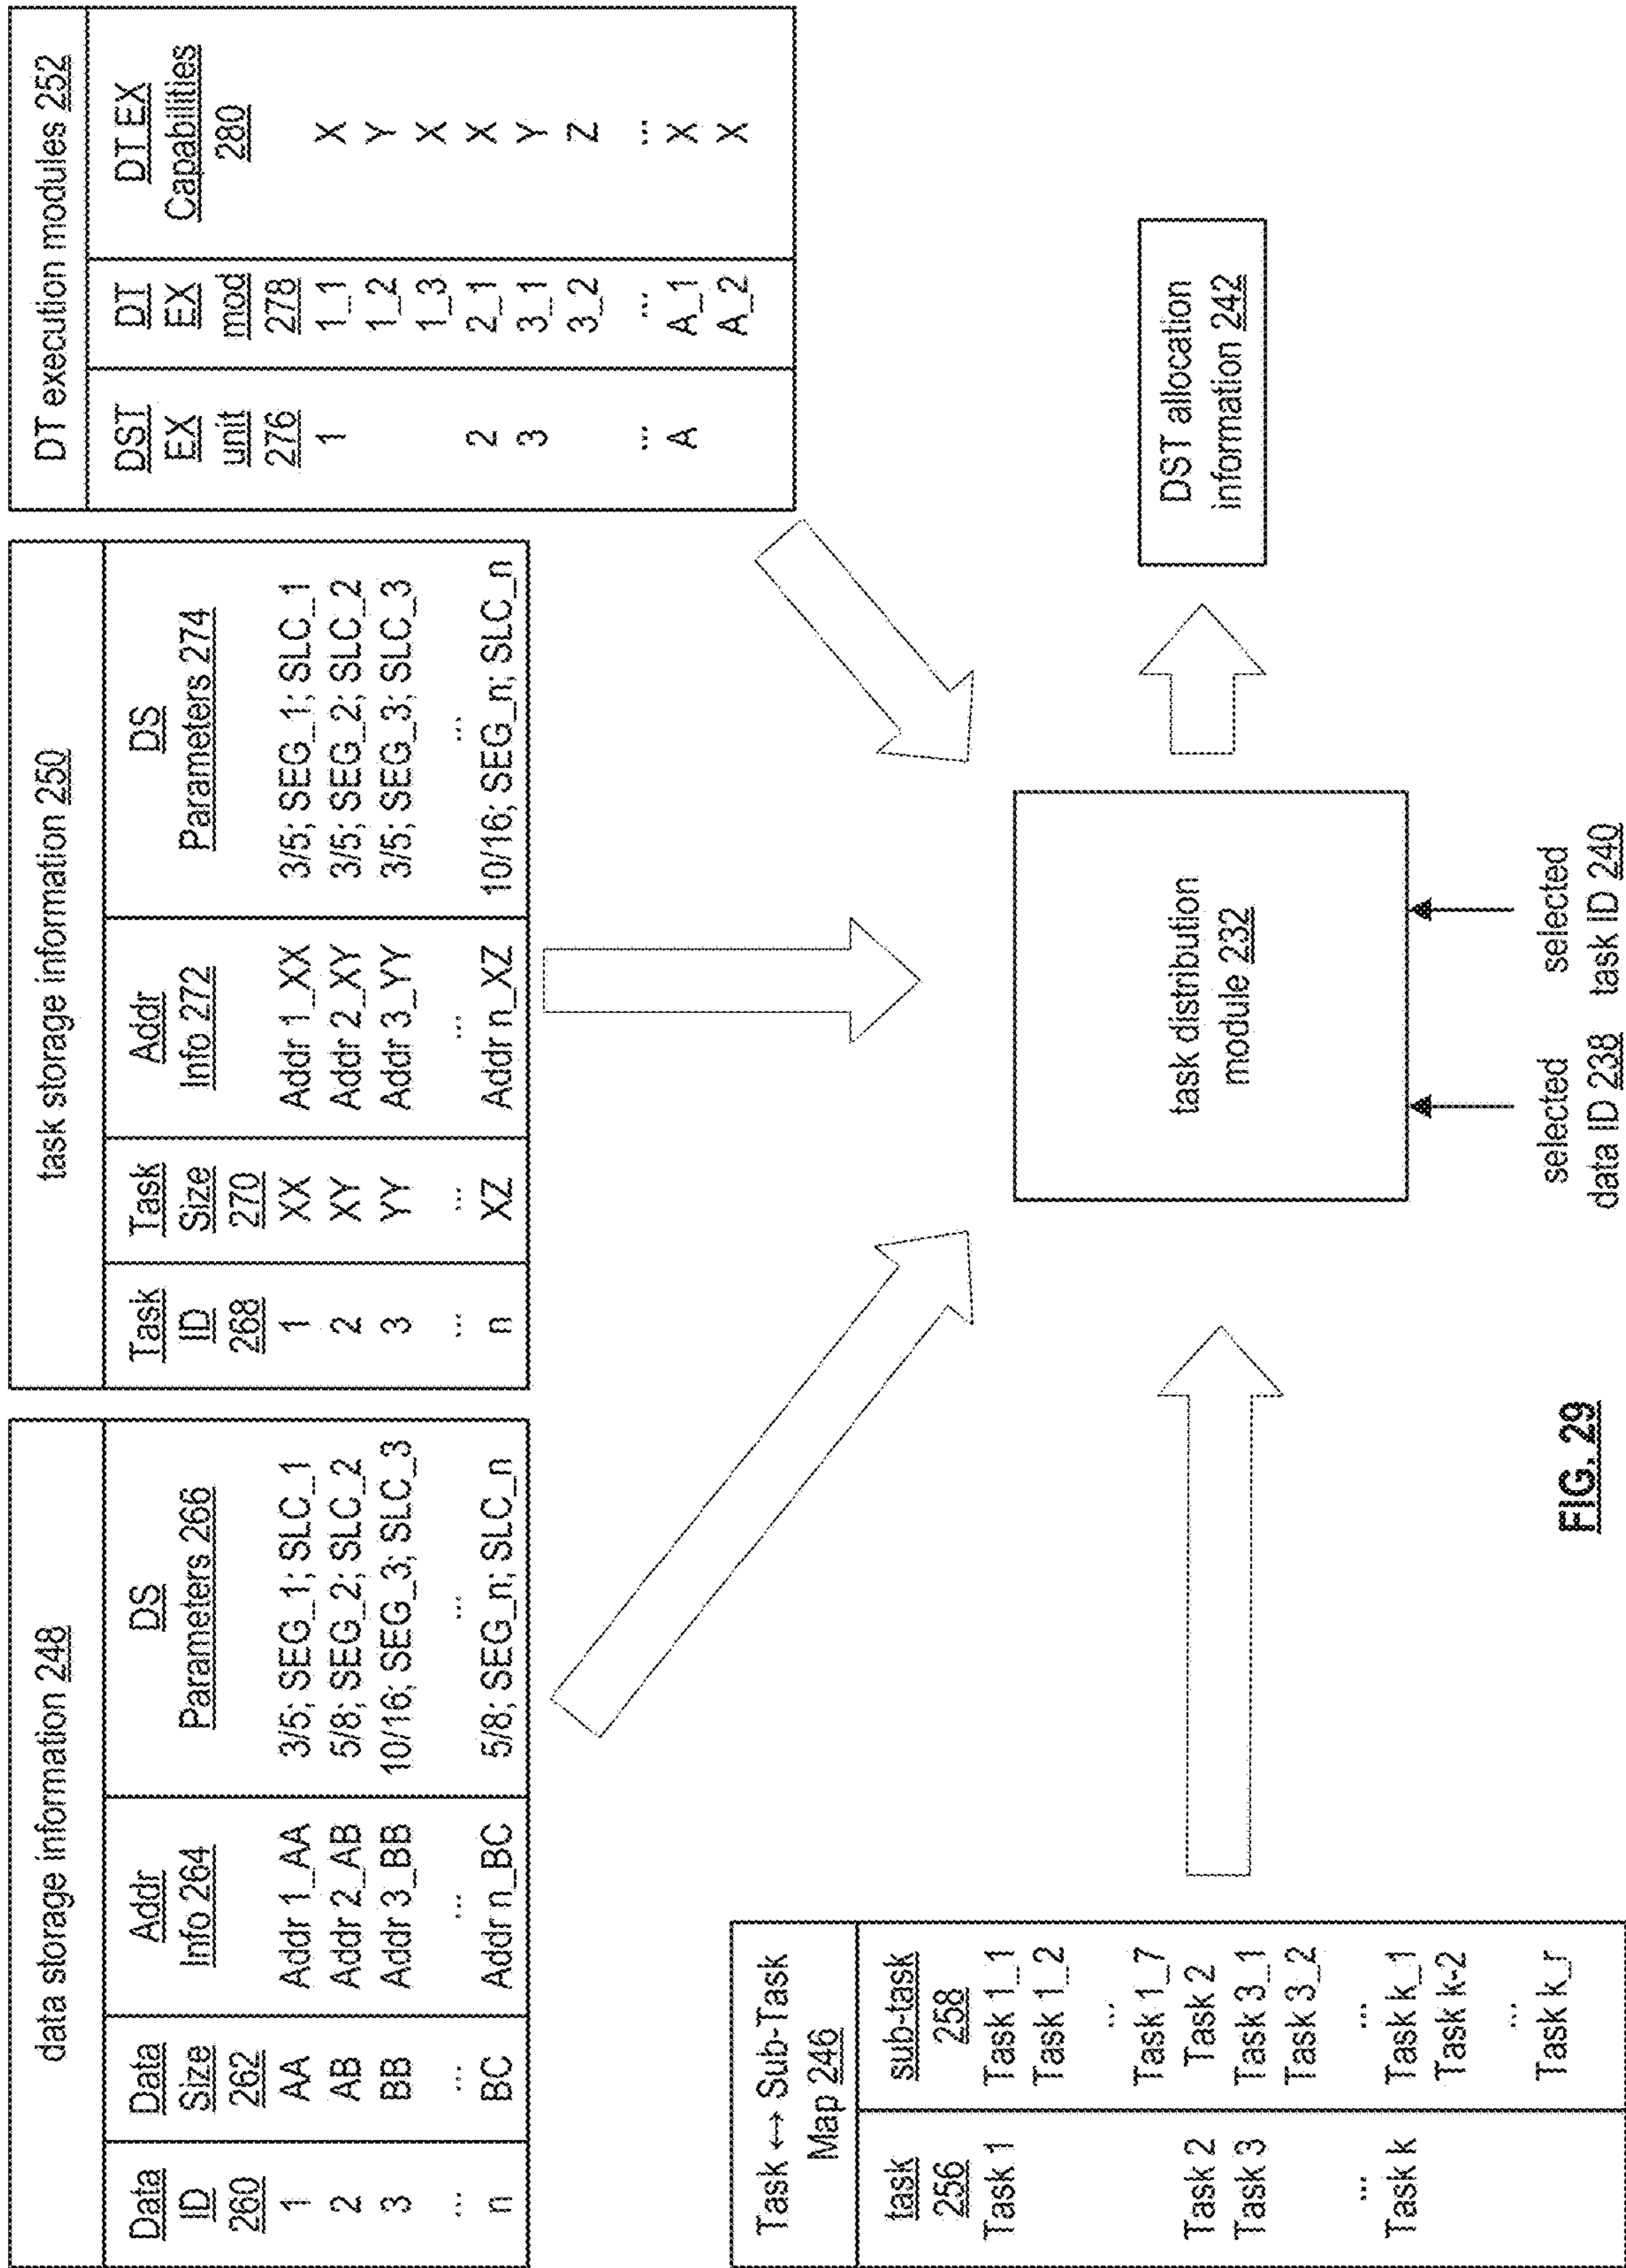 data storage information 248
Data ID 260 Data Size 262 Addr Info 264 DS Parameters 266
1 AA Addr 1_AA 3/5; SEG_1; SLC_1
2 AB Addr 2_AB 5/8; SEG_2; SLC_2
3 BB Addr 3_BB 10/16; SEG_3; SLC_3
... ... ... ...
n BC Addr n_BC 5/8; SEG_n; SLC_n
task storage information 250
Task ID 268 Task Size 270 Addr Info 272 DS Parameters 274
1 XX Addr 1_XX 3/5; SEG_1; SLC_1
2 XY Addr 2_XY 3/5; SEG_2; SLC_2
3 YY Addr 3_YY 3/5; SEG_3; SLC_3
... ... ... ...
n XZ Addr n_XZ 10/16; SEG_n; SLC_n
DT execution modules 252
DST EX unit 276 DT EX mod 278 DT EX Capabilities 280
1 1_1 X
1_2 Y
1_3 X
2 2_1 X
3 3_1 Y
3_2 Z
... ... ...
A A_1 X
A_2 X
Task ↔ Sub-Task
Map 246
task 256 sub-task 258
Task 1 Task 1_1
Task 1_2
...
Task 1_7
Task 2 Task 2
Task 3 Task 3_1
Task 3_2
... ...
Task k Task k_1
Task k-2
...
Task k_r
task distribution
module 232
DST allocation
information 242
selected
data ID 238
selected
task ID 240
FIG. 29